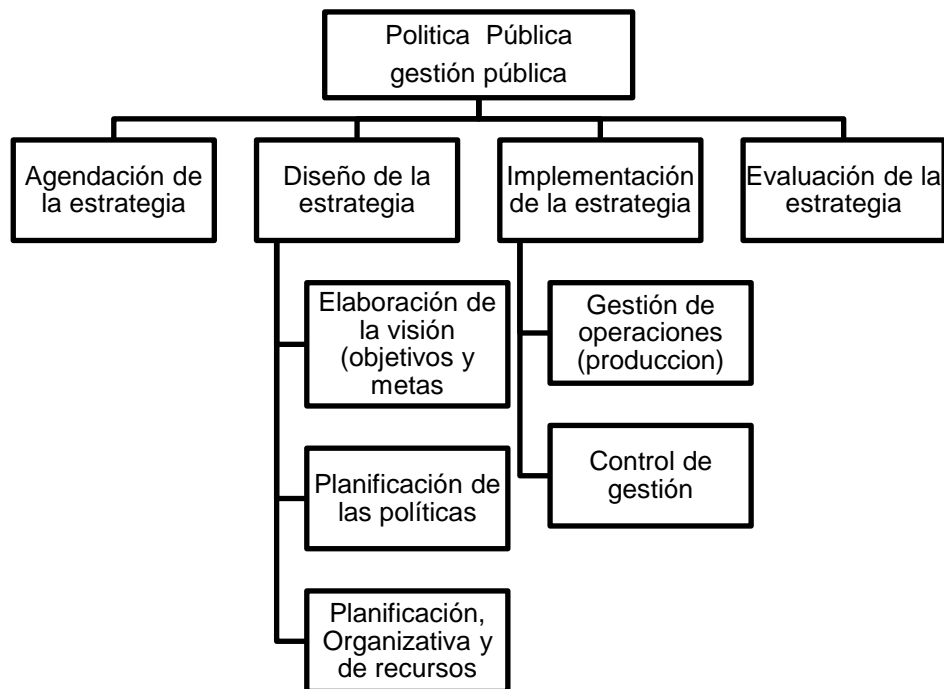 Politica Pública
gestión pública
Agendación de
la estrategia
Diseño de la
estrategia
Implementación
de la estrategia
Evaluación de la
estrategia
Elaboración de
la visión
(objetivos y
metas
Planificación de
las políticas
Planificación,
Organizativa y
de recursos
Gestión de
operaciones
(produccion)
Control de
gestión